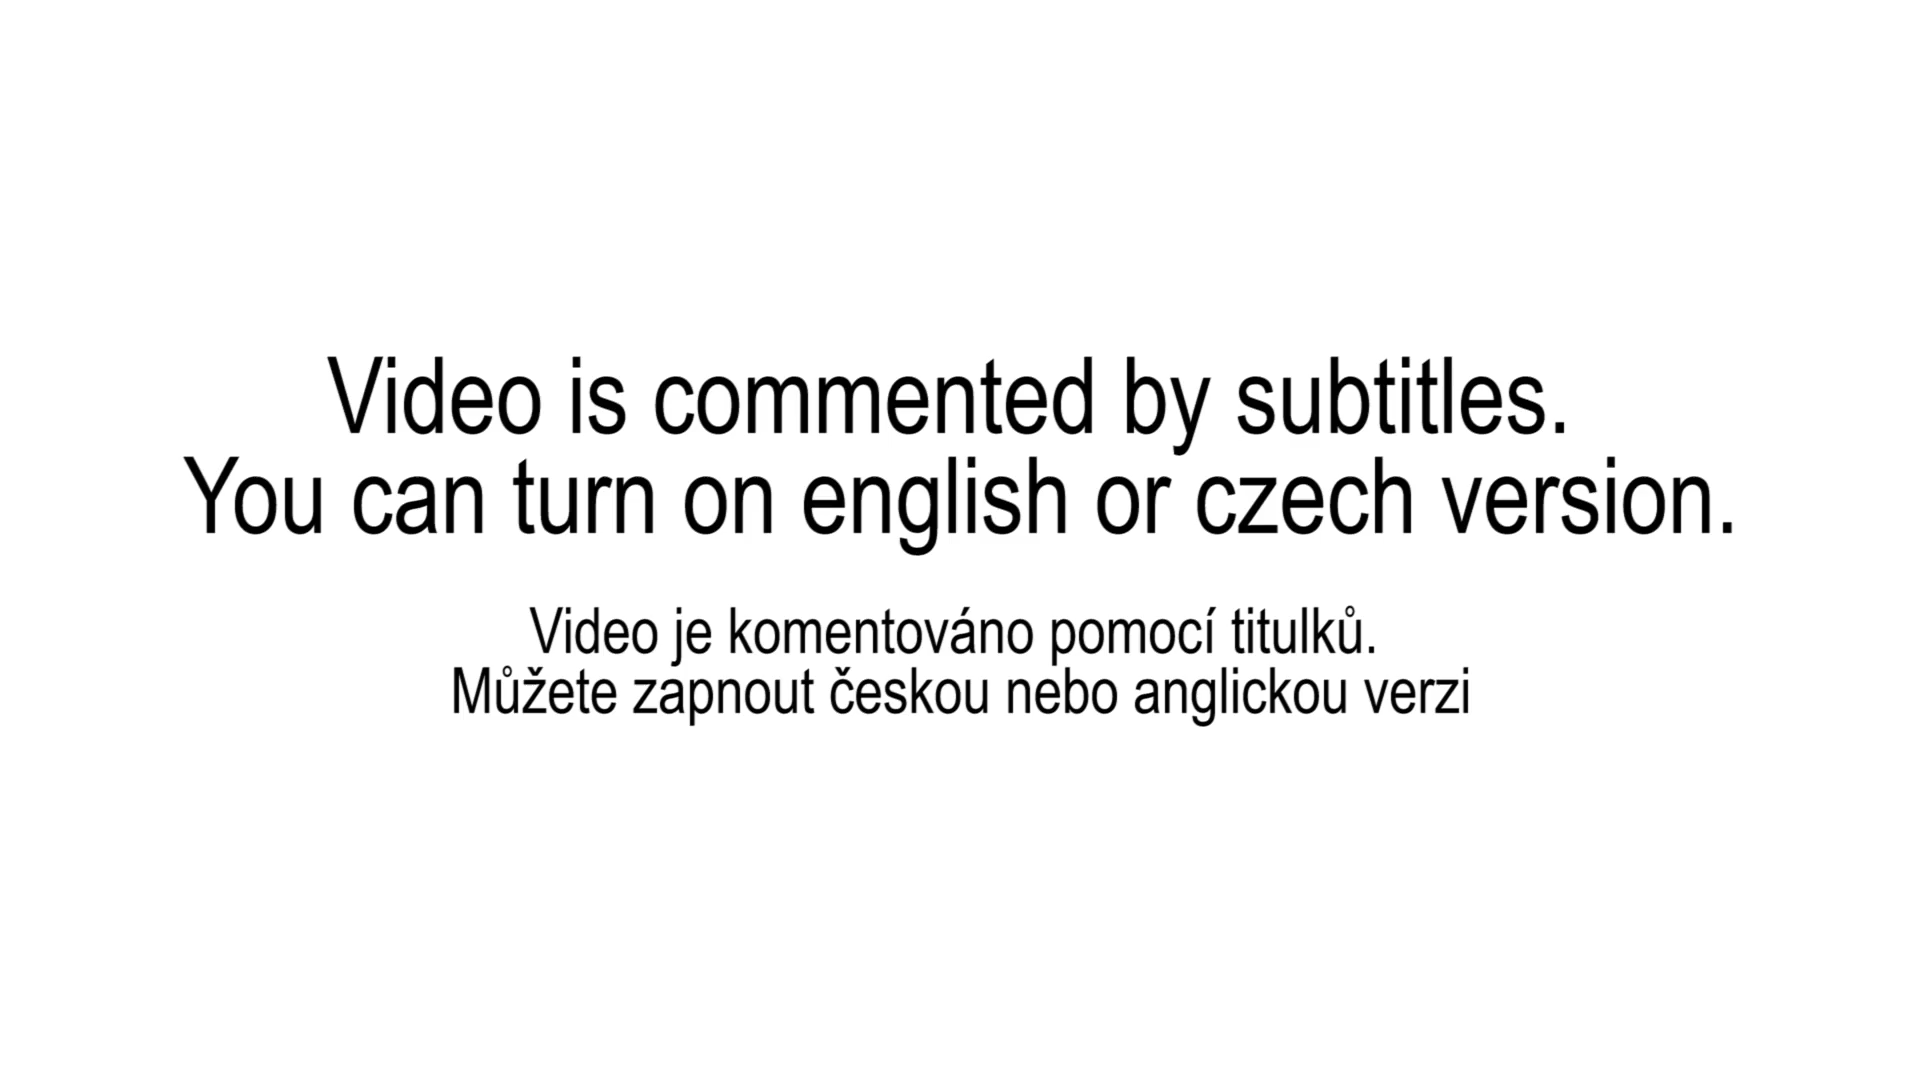 Video is commented by subtitles.
You can turn on english or czech version.
Video je komentováno pomocí titulků.
Můžete zapnout českou nebo anglickou verzi